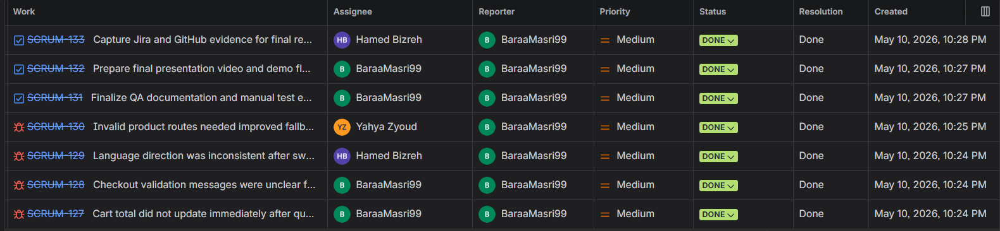 Work Assignee Reporter Priority Status Resolution Created
SCRUM-133 Capture Jira and GitHub evidence for final re... HB Hamed Bizreh B BaraaMasri99 Medium DONE Done May 10, 2026, 10:28 PM
SCRUM-132 Prepare final presentation video and demo fl... B BaraaMasri99 B BaraaMasri99 Medium DONE Done May 10, 2026, 10:27 PM
SCRUM-131 Finalize QA documentation and manual test e... B BaraaMasri99 B BaraaMasri99 Medium DONE Done May 10, 2026, 10:27 PM
SCRUM-130 Invalid product routes needed improved fallb... YZ Yahya Zyoud B BaraaMasri99 Medium DONE Done May 10, 2026, 10:25 PM
SCRUM-129 Language direction was inconsistent after sw... HB Hamed Bizreh B BaraaMasri99 Medium DONE Done May 10, 2026, 10:24 PM
SCRUM-128 Checkout validation messages were unclear f... B BaraaMasri99 B BaraaMasri99 Medium DONE Done May 10, 2026, 10:24 PM
SCRUM-127 Cart total did not update immediately after qu... B BaraaMasri99 B BaraaMasri99 Medium DONE Done May 10, 2026, 10:24 PM